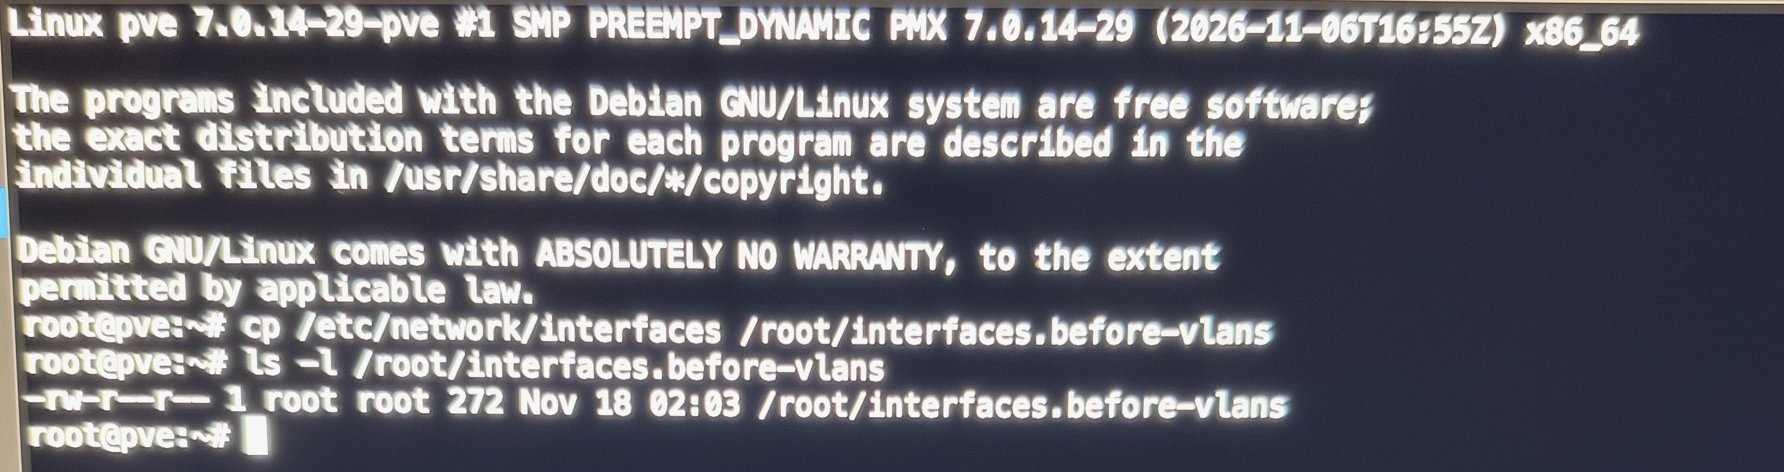 Linux pve 7.0.14-29-pve #1 SMP PREEMPT_DYNAMIC PMX 7.0.14-29 (2026-11-06T16:55Z) x86_64
The programs included with the Debian GNU/Linux system are free software;
the exact distribution terms for each program are described in the
individual files in /usr/share/doc/*/copyright.
Debian GNU/Linux comes with ABSOLUTELY NO WARRANTY, to the extent
permitted by applicable law.
root@pve:~# cp /etc/network/interfaces /root/interfaces.before-vlans
root@pve:~# ls -l /root/interfaces.before-vlans
-rw-r--r-- 1 root root 272 Nov 18 02:03 /root/interfaces.before-vlans
root@pve:~#